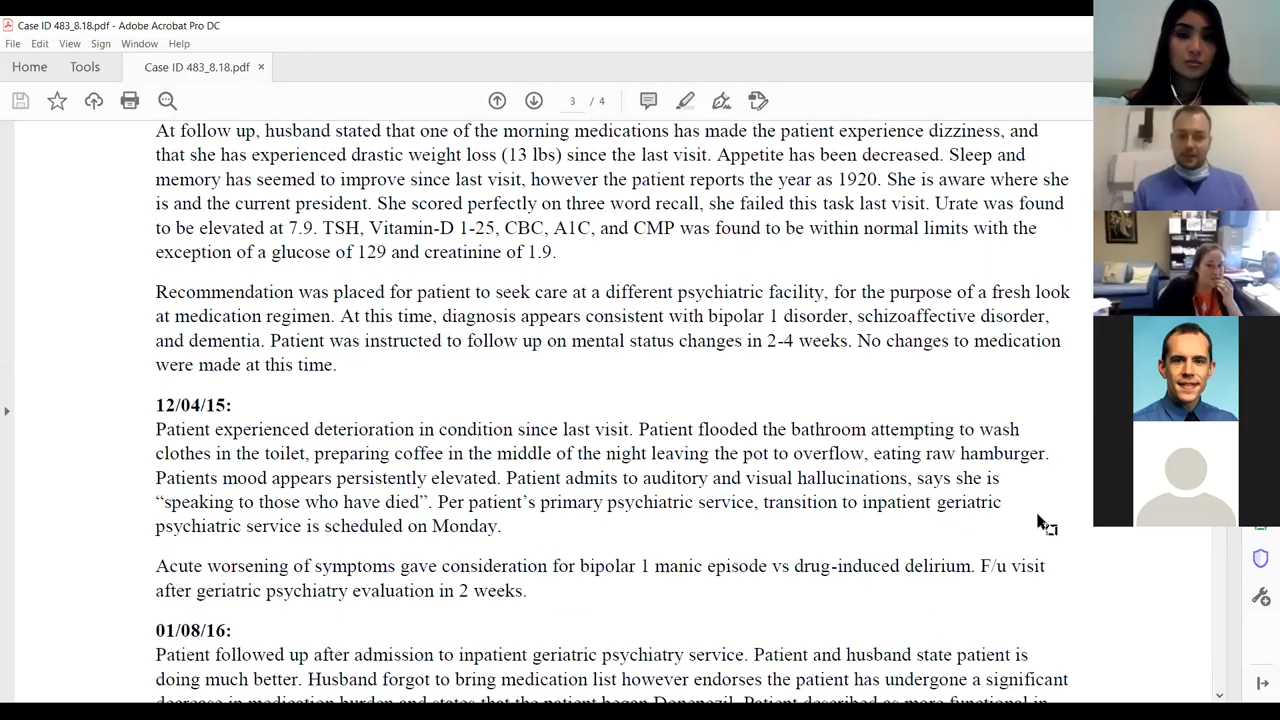 Case ID 483_8.18.pdf - Adobe Acrobat Pro DC
File Edit View Sign Window Help
Home Tools Case ID 483_8.18.pdf ×
3 / 4
At follow up, husband stated that one of the morning medications has made the patient experience dizziness, and
that she has experienced drastic weight loss (13 lbs) since the last visit. Appetite has been decreased. Sleep and
memory has seemed to improve since last visit, however the patient reports the year as 1920. She is aware where she
is and the current president. She scored perfectly on three word recall, she failed this task last visit. Urate was found
to be elevated at 7.9. TSH, Vitamin-D 1-25, CBC, A1C, and CMP was found to be within normal limits with the
exception of a glucose of 129 and creatinine of 1.9.
Recommendation was placed for patient to seek care at a different psychiatric facility, for the purpose of a fresh look
at medication regimen. At this time, diagnosis appears consistent with bipolar 1 disorder, schizoaffective disorder,
and dementia. Patient was instructed to follow up on mental status changes in 2-4 weeks. No changes to medication
were made at this time.
12/04/15:
Patient experienced deterioration in condition since last visit. Patient flooded the bathroom attempting to wash
clothes in the toilet, preparing coffee in the middle of the night leaving the pot to overflow, eating raw hamburger.
Patients mood appears persistently elevated. Patient admits to auditory and visual hallucinations, says she is
“speaking to those who have died”. Per patient’s primary psychiatric service, transition to inpatient geriatric
psychiatric service is scheduled on Monday.
Acute worsening of symptoms gave consideration for bipolar 1 manic episode vs drug-induced delirium. F/u visit
after geriatric psychiatry evaluation in 2 weeks.
01/08/16:
Patient followed up after admission to inpatient geriatric psychiatry service. Patient and husband state patient is
doing much better. Husband forgot to bring medication list however endorses the patient has undergone a significant
decrease in medication burden and states that the patient began Donepezil. Patient described as more functional in